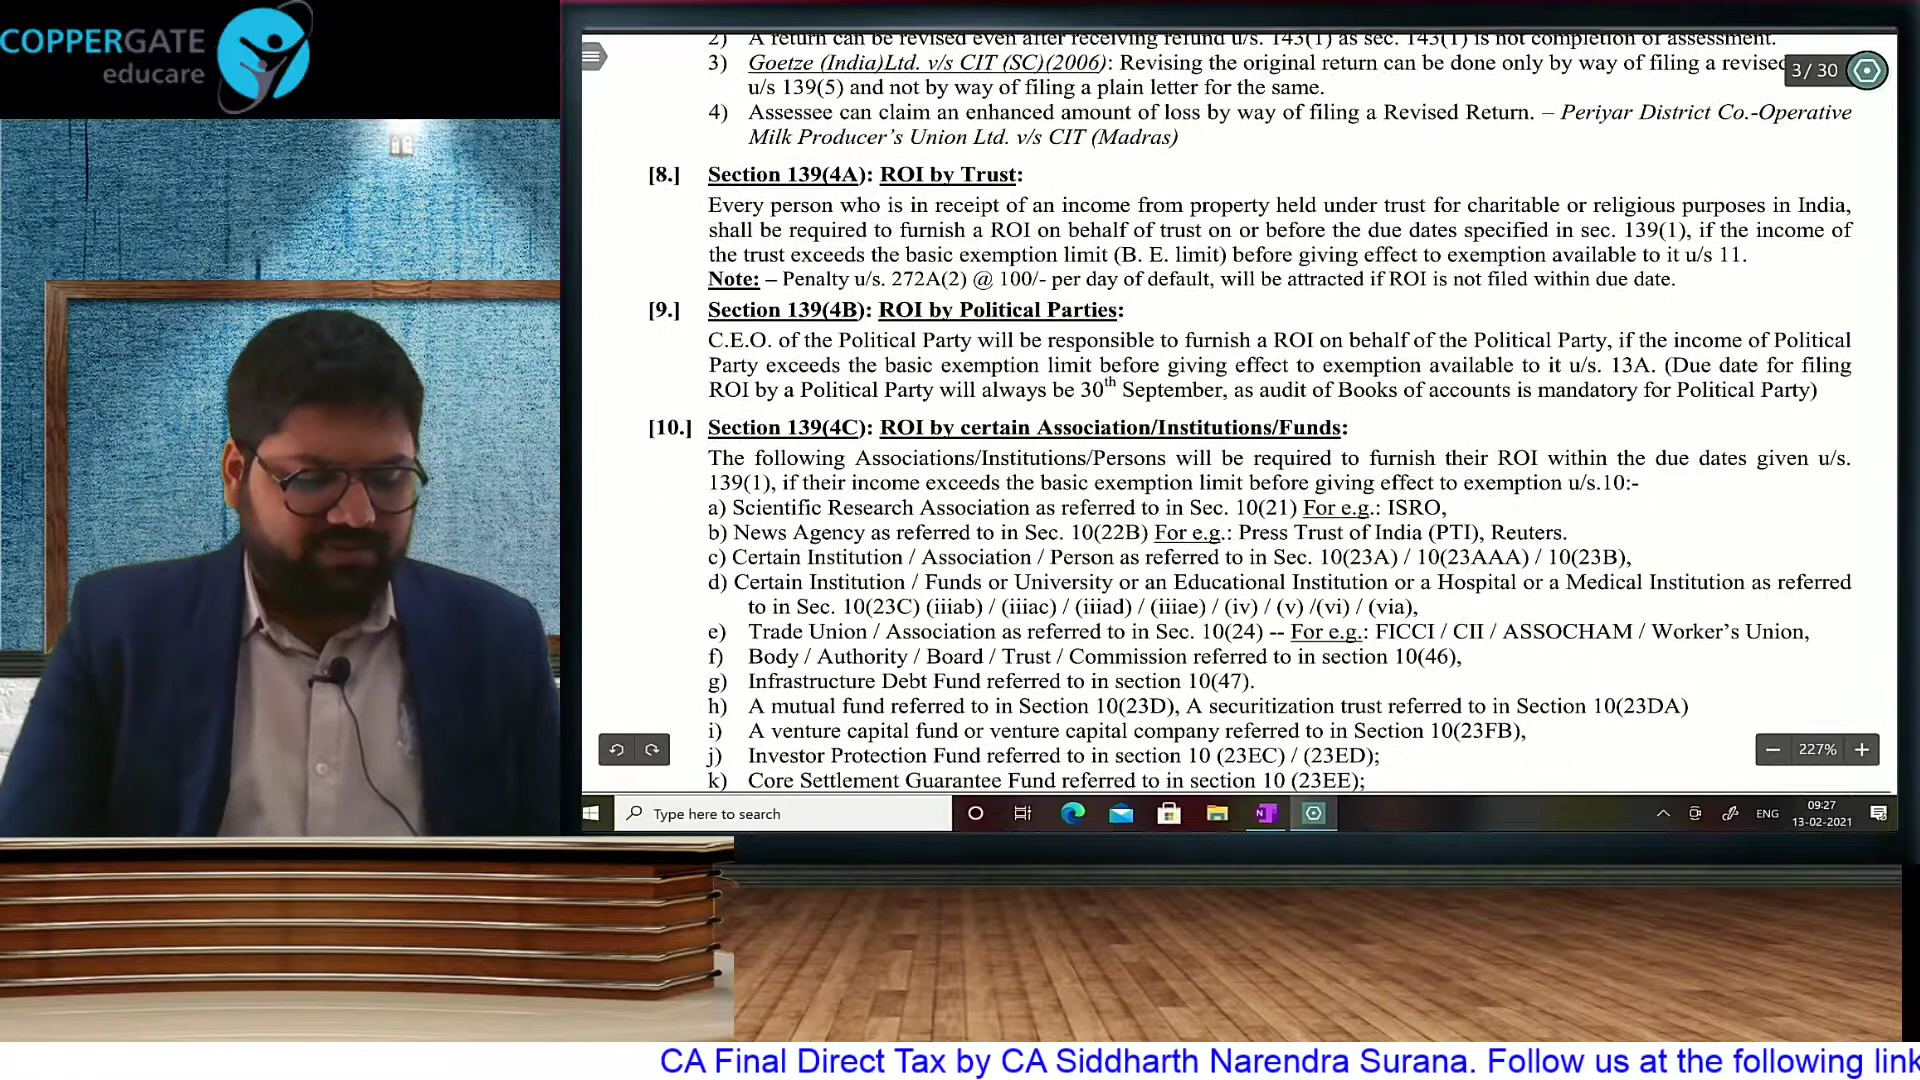 COPPERGATE
educare
2) A return can be revised even after receiving refund u/s. 143(1) as sec. 143(1) is not completion of assessment.
3) Goetze (India)Ltd. v/s CIT (SC)(2006): Revising the original return can be done only by way of filing a revised
u/s 139(5) and not by way of filing a plain letter for the same.
4) Assessee can claim an enhanced amount of loss by way of filing a Revised Return. – Periyar District Co.-Operative
Milk Producer's Union Ltd. v/s CIT (Madras)
3 / 30
[8.] Section 139(4A): ROI by Trust:
Every person who is in receipt of an income from property held under trust for charitable or religious purposes in India,
shall be required to furnish a ROI on behalf of trust on or before the due dates specified in sec. 139(1), if the income of
the trust exceeds the basic exemption limit (B. E. limit) before giving effect to exemption available to it u/s 11.
Note: – Penalty u/s. 272A(2) @ 100/- per day of default, will be attracted if ROI is not filed within due date.
[9.] Section 139(4B): ROI by Political Parties:
C.E.O. of the Political Party will be responsible to furnish a ROI on behalf of the Political Party, if the income of Political
Party exceeds the basic exemption limit before giving effect to exemption available to it u/s. 13A. (Due date for filing
ROI by a Political Party will always be 30th September, as audit of Books of accounts is mandatory for Political Party)
[10.] Section 139(4C): ROI by certain Association/Institutions/Funds:
The following Associations/Institutions/Persons will be required to furnish their ROI within the due dates given u/s.
139(1), if their income exceeds the basic exemption limit before giving effect to exemption u/s.10:-
a) Scientific Research Association as referred to in Sec. 10(21) For e.g.: ISRO,
b) News Agency as referred to in Sec. 10(22B) For e.g.: Press Trust of India (PTI), Reuters.
c) Certain Institution / Association / Person as referred to in Sec. 10(23A) / 10(23AAA) / 10(23B),
d) Certain Institution / Funds or University or an Educational Institution or a Hospital or a Medical Institution as referred
to in Sec. 10(23C) (iiiab) / (iiiac) / (iiiad) / (iiiae) / (iv) / (v) /(vi) / (via),
e) Trade Union / Association as referred to in Sec. 10(24) -- For e.g.: FICCI / CII / ASSOCHAM / Worker's Union,
f) Body / Authority / Board / Trust / Commission referred to in section 10(46),
g) Infrastructure Debt Fund referred to in section 10(47).
h) A mutual fund referred to in Section 10(23D), A securitization trust referred to in Section 10(23DA)
i) A venture capital fund or venture capital company referred to in Section 10(23FB),
j) Investor Protection Fund referred to in section 10 (23EC) / (23ED);
k) Core Settlement Guarantee Fund referred to in section 10 (23EE);
227%
Type here to search
ENG
09:27
13-02-2021
CA Final Direct Tax by CA Siddharth Narendra Surana. Follow us at the following link